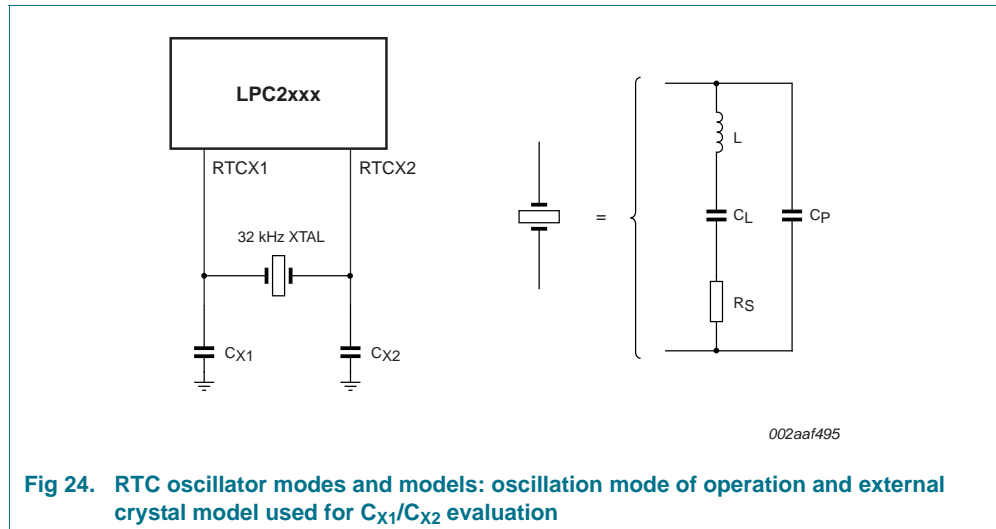 LPC2xxx
RTCX1
RTCX2
32 kHz XTAL
CX1
CX2
=
L
CL
CP
RS
002aaf495
Fig 24. RTC oscillator modes and models: oscillation mode of operation and external
crystal model used for CX1/CX2 evaluation